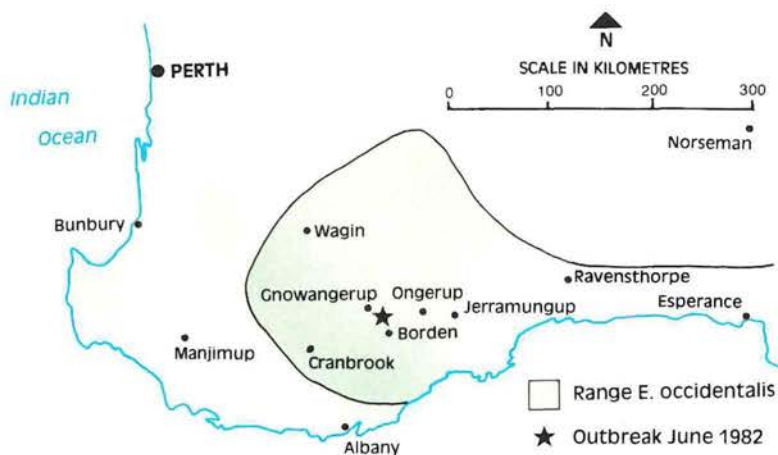 N
PERTH
SCALE IN KILOMETRES
0 100 200 300
Indian
Ocean
Norseman
Bunbury
Wagin
Ravensthorpe
Gnowangerup
Ongerup
Jerramungup
Esperance
Borden
Manjimup
Cranbrook
Albany
Range E. occidentalis
Outbreak June 1982